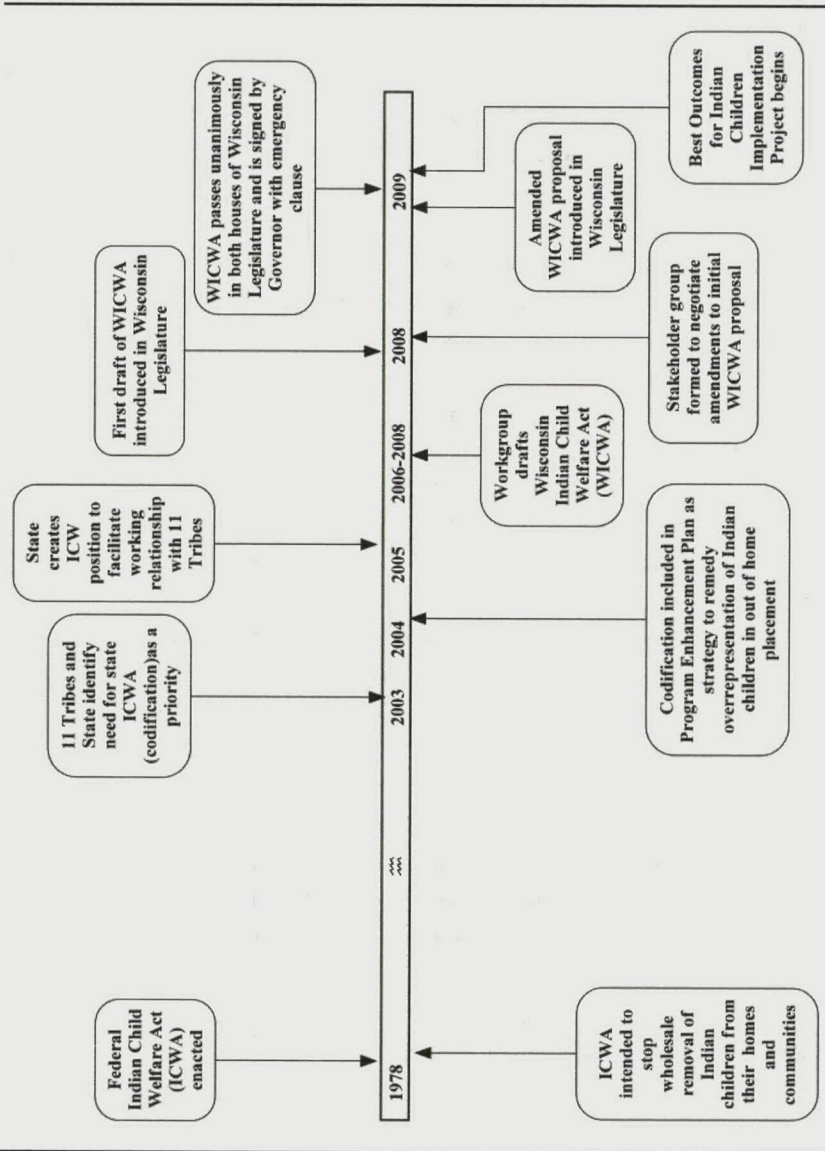 Federal
Indian Child
Welfare Act
(ICWA)
enacted
11 Tribes and
State identify
need for state
ICWA
(codification)as a
priority
State
creates
ICW
position to
facilitate
working
relationship
with 11
Tribes
First draft of WICWA
introduced in Wisconsin
Legislature
WICWA passes unanimously
in both houses of Wisconsin
Legislature and is signed by
Governor with emergency
clause
1978
2003
2004
2005
2006-2008
2008
2009
ICWA
intended to
stop
wholesale
removal of
Indian
children from
their homes
and
communities
Codification included in
Program Enhancement Plan as
strategy to remedy
overrepresentation of Indian
children in out of home
placement
Workgroup
drafts
Wisconsin
Indian Child
Welfare Act
(WICWA)
Stakeholder group
formed to negotiate
amendments to initial
WICWA proposal
Amended
WICWA proposal
introduced in
Wisconsin
Legislature
Best Outcomes
for Indian
Children
Implementation
Project begins